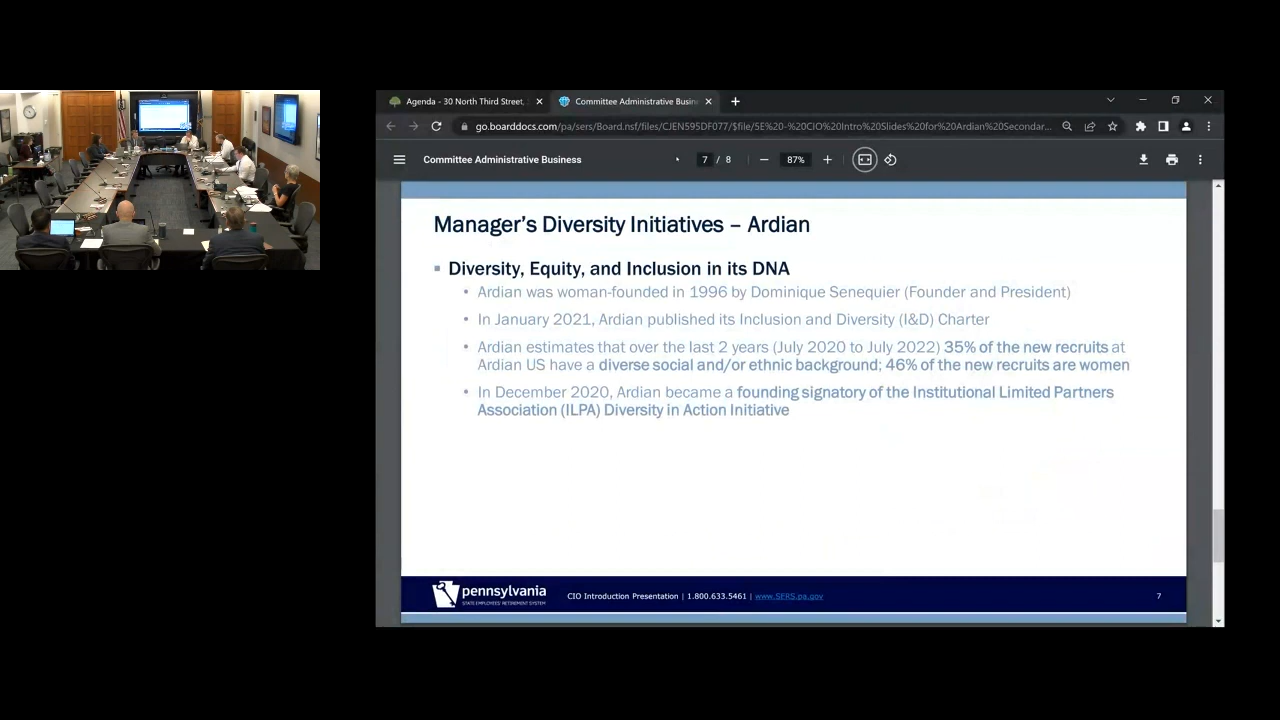 Agenda - 30 North Third Street,
Committee Administrative Busin
go.boarddocs.com/pa/sers/Board.nsf/files/CJEN595DF077/$file/5E%20-%20CIO%20Intro%20Slides%20for%20Ardian%20Secondar...
Committee Administrative Business
7 / 8
87%
Manager's Diversity Initiatives – Ardian
▪ Diversity, Equity, and Inclusion in its DNA
• Ardian was woman-founded in 1996 by Dominique Senequier (Founder and President)
• In January 2021, Ardian published its Inclusion and Diversity (I&D) Charter
• Ardian estimates that over the last 2 years (July 2020 to July 2022) 35% of the new recruits at
Ardian US have a diverse social and/or ethnic background; 46% of the new recruits are women
• In December 2020, Ardian became a founding signatory of the Institutional Limited Partners
Association (ILPA) Diversity in Action Initiative
pennsylvania
STATE EMPLOYEES' RETIREMENT SYSTEM
CIO Introduction Presentation | 1.800.633.5461 | www.SERS.pa.gov
7